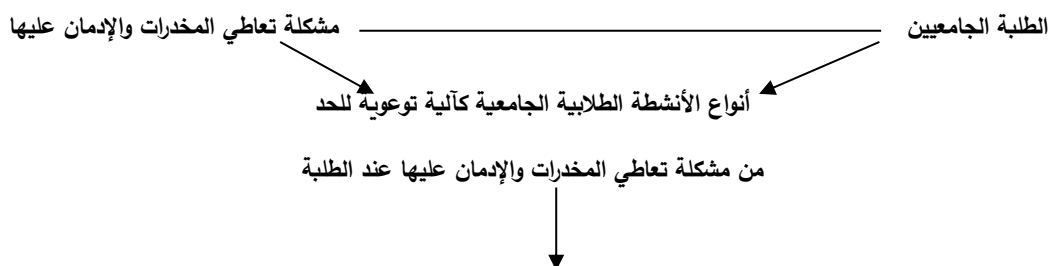 الطلبة الجامعيين مشكلة تعاطي المخدرات والإدمان عليها
أنواع الأنشطة الطلابية الجامعية كآلية توعوية للحد
من مشكلة تعاطي المخدرات والإدمان عليها عند الطلبة